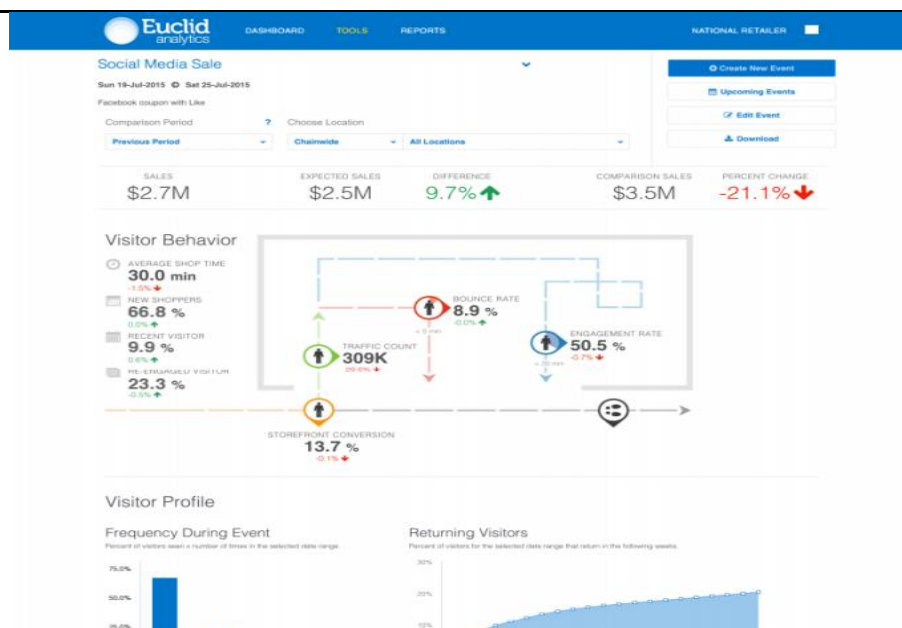 Euclid analytics
DASHBOARD TOOLS REPORTS NATIONAL RETAILER
Social Media Sale
Sun 19-Jul-2015 Sat 25-Jul-2015
Facebook coupon with Like
Comparison Period ? Choose Location
Previous Period Chainwide All Locations
Create New Event
Upcoming Events
Edit Event
Download
SALES EXPECTED SALES DIFFERENCE COMPARISON SALES PERCENT CHANGE
$2.7M $2.5M 9.7% $3.5M -21.1%
Visitor Behavior
AVERAGE SHOP TIME
30.0 min
-1.5%
NEW SHOPPERS
66.8 %
0.0%
RECENT VISITOR
9.9 %
0.6%
RE-ENGAGED VISITOR
23.3 %
-0.5%
BOUNCE RATE
8.9 %
-0.0%
< 5 min
TRAFFIC COUNT
309K
ENGAGEMENT RATE
50.5 %
-0.7%
STOREFRONT CONVERSION
13.7 %
-0.1%
Visitor Profile
Frequency During Event
Percent of visitors seen a number of times in the selected date range.
75.0%
50.0%
25.0%
Returning Visitors
Percent of visitors for the selected date range that return in the following weeks.
30%
20%
10%